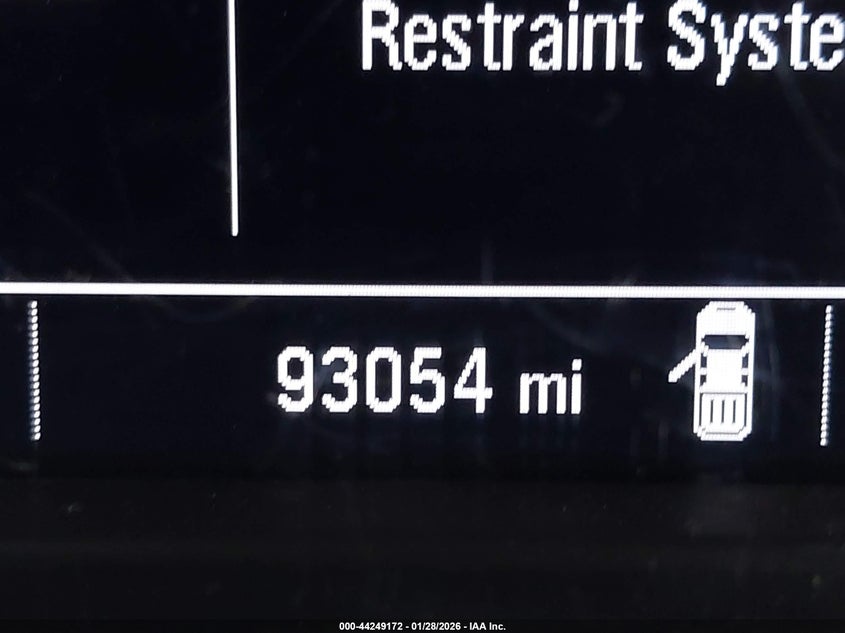 Restraint Syste
93054 mi
000-44249172 - 01/28/2026 - IAA Inc.